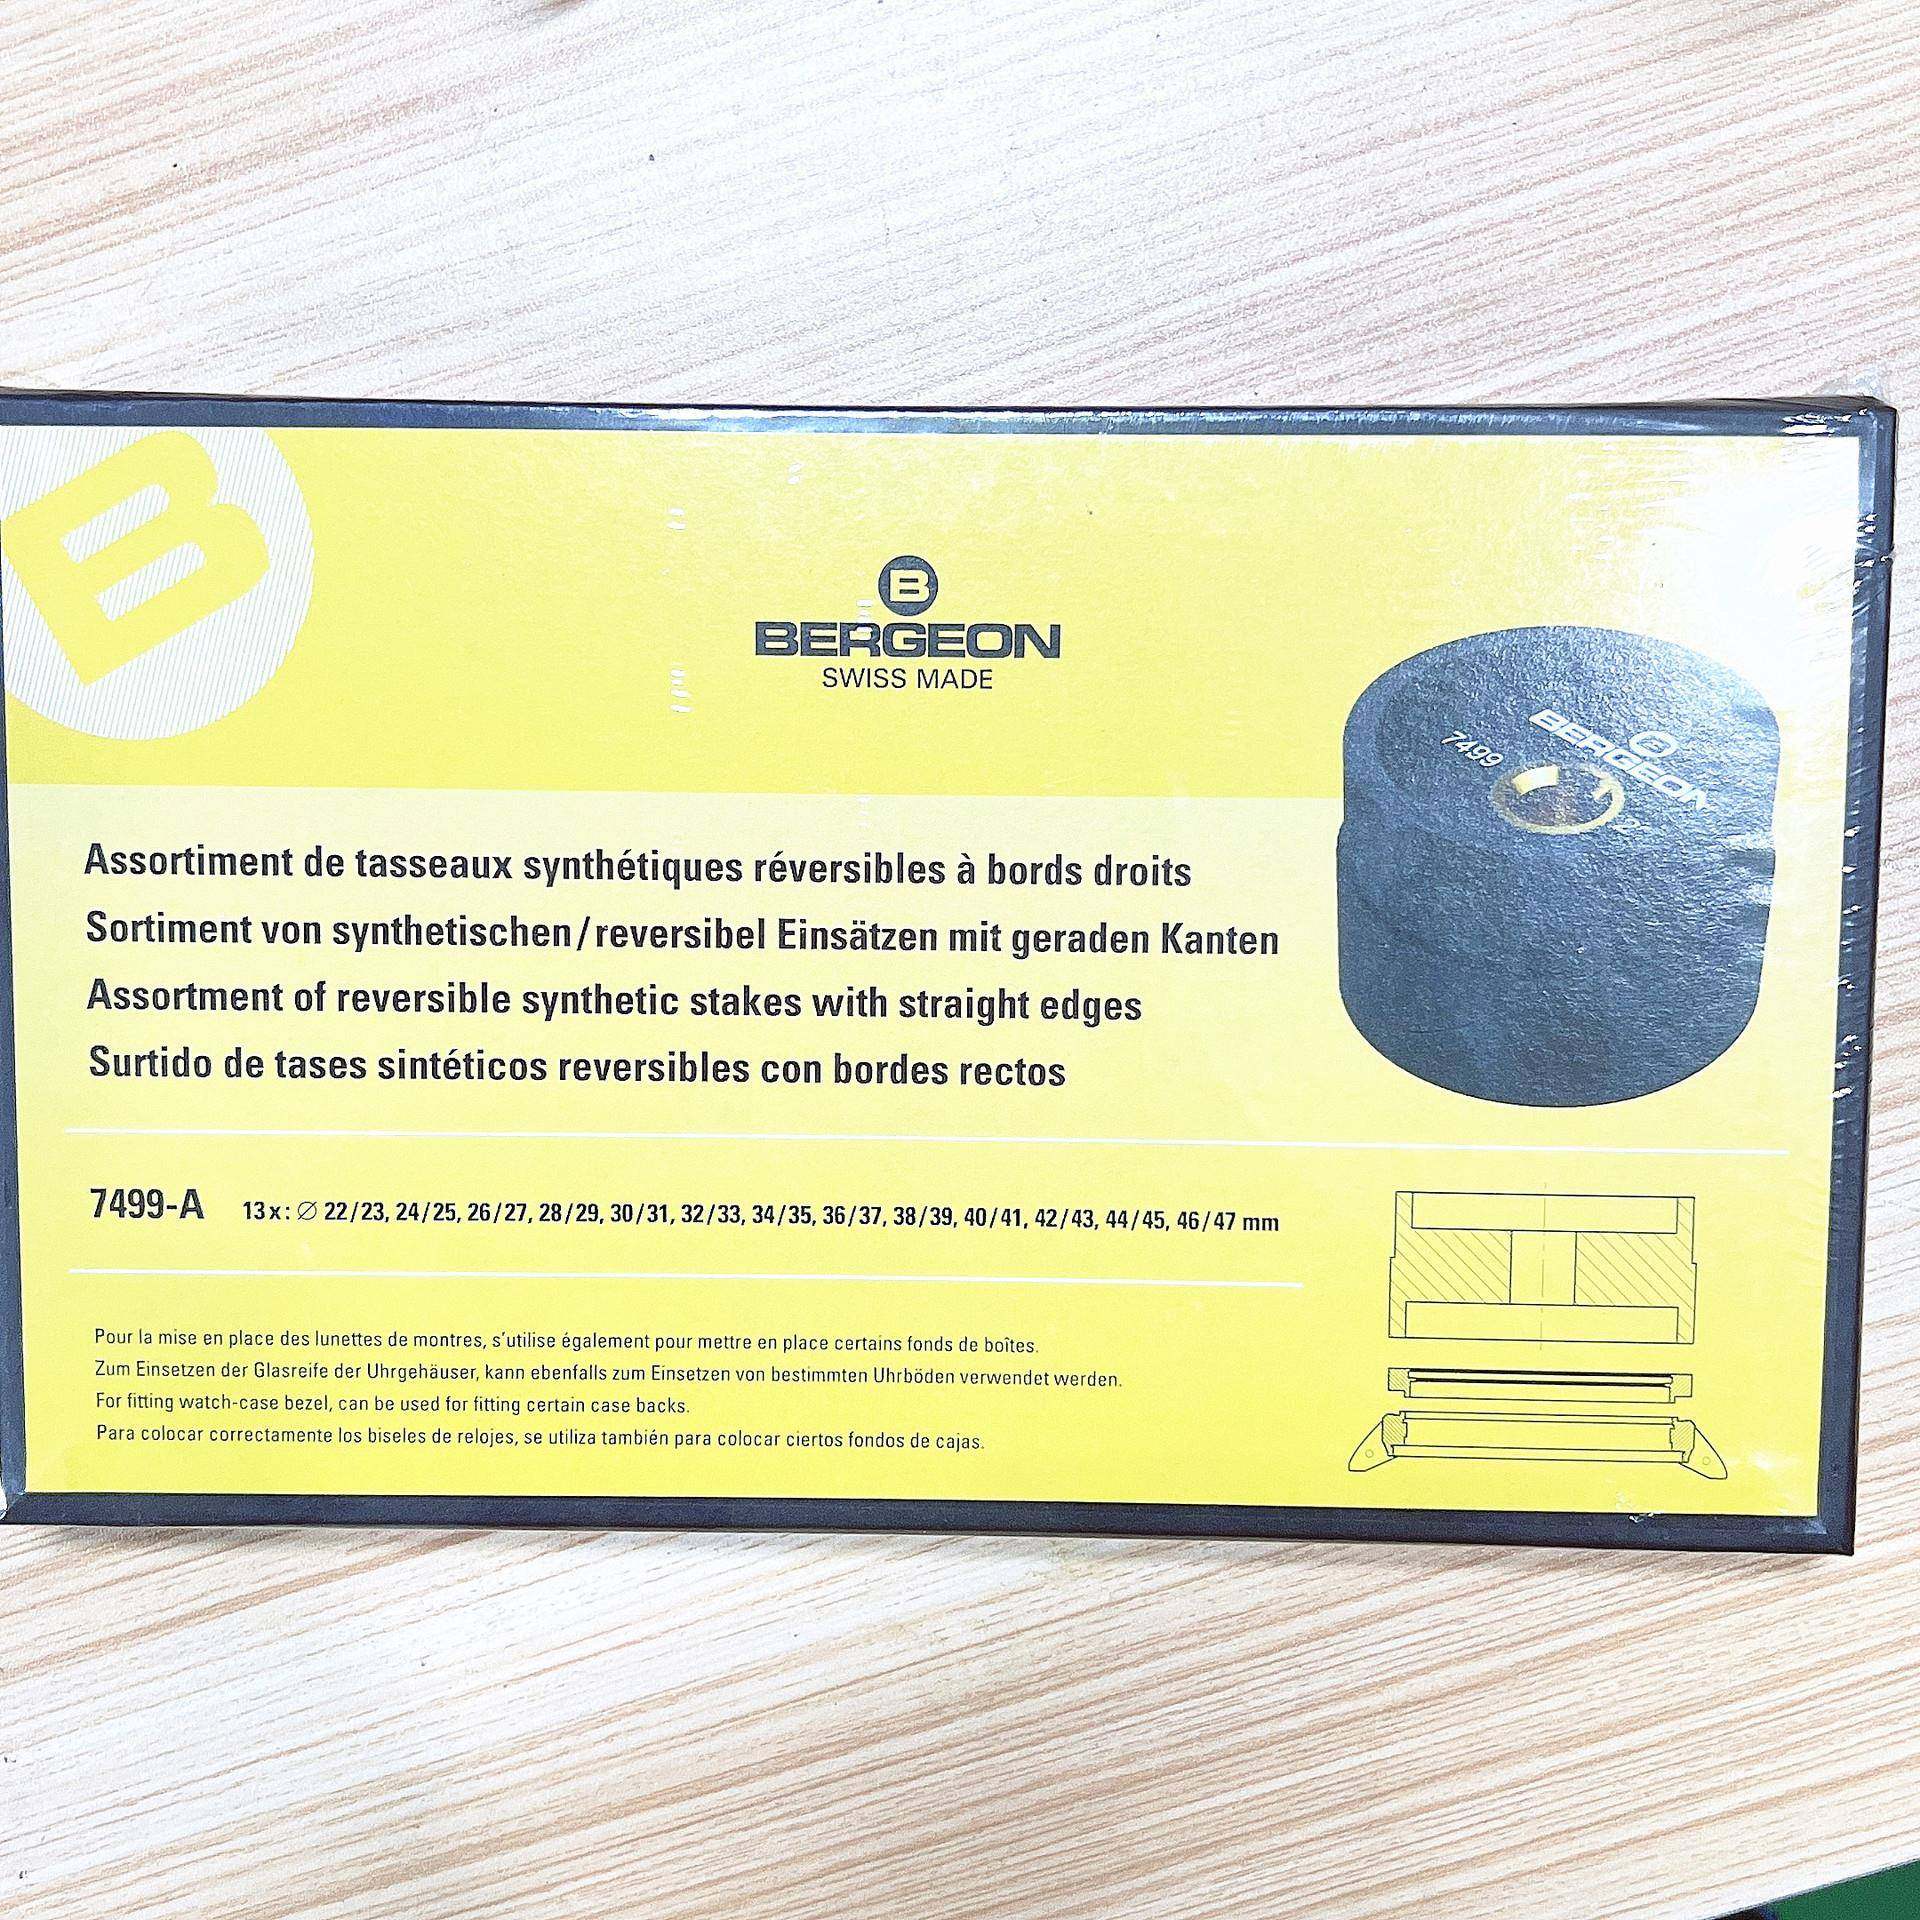 B
B
BERGEON
SWISS MADE
BERGEON
7499
Assortiment de tasseaux synthétiques réversibles à bords droits
Sortiment von synthetischen/reversibel Einsätzen mit geraden Kanten
Assortment of reversible synthetic stakes with straight edges
Surtido de tases sintéticos reversibles con bordes rectos
7499-A 13x: ∅ 22/23, 24/25, 26/27, 28/29, 30/31, 32/33, 34/35, 36/37, 38/39, 40/41, 42/43, 44/45, 46/47 mm
Pour la mise en place des lunettes de montres, s'utilise également pour mettre en place certains fonds de boîtes.
Zum Einsetzen der Glasreife der Uhrgehäuser, kann ebenfalls zum Einsetzen von bestimmten Uhrböden verwendet werden.
For fitting watch-case bezel, can be used for fitting certain case backs.
Para colocar correctamente los biseles de relojes, se utiliza también para colocar ciertos fondos de cajas.